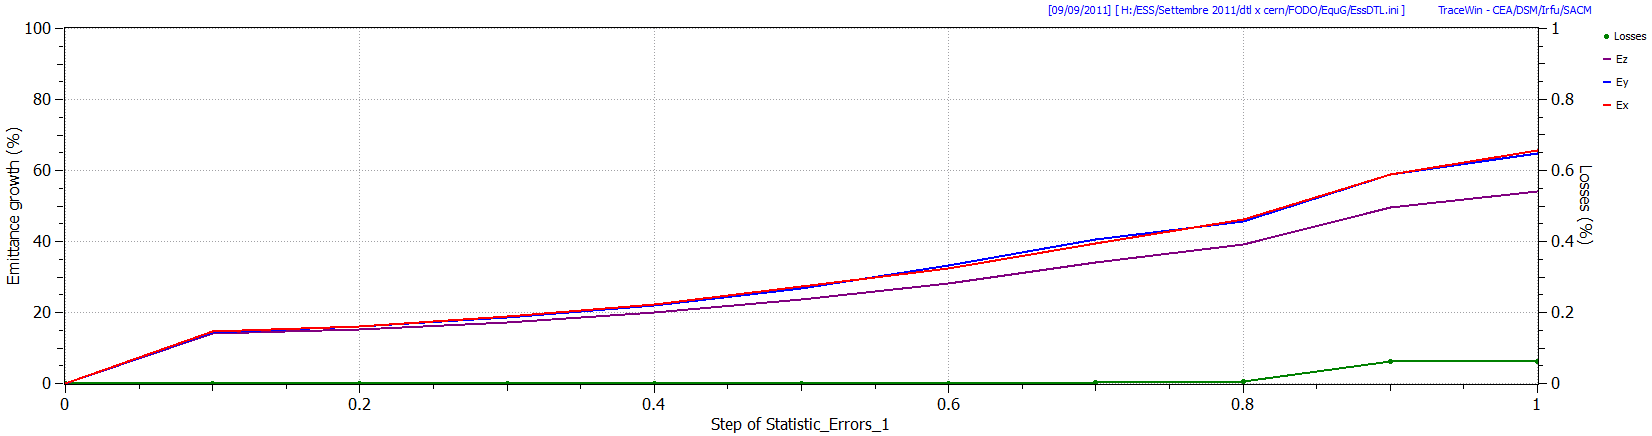 [09/09/2011] [ H:/ESS/Settembre 2011/dtl x cern/FODO/EquG/EssDTL.ini ] TraceWin - CEA/DSM/Irfu/SACM
Losses
Ez
Ey
Ex
Emittance growth (%)
100
80
60
40
20
0
1
0.8
0.6
0.4
0.2
0
Losses (%)
0 0.2 0.4 0.6 0.8 1
Step of Statistic_Errors_1